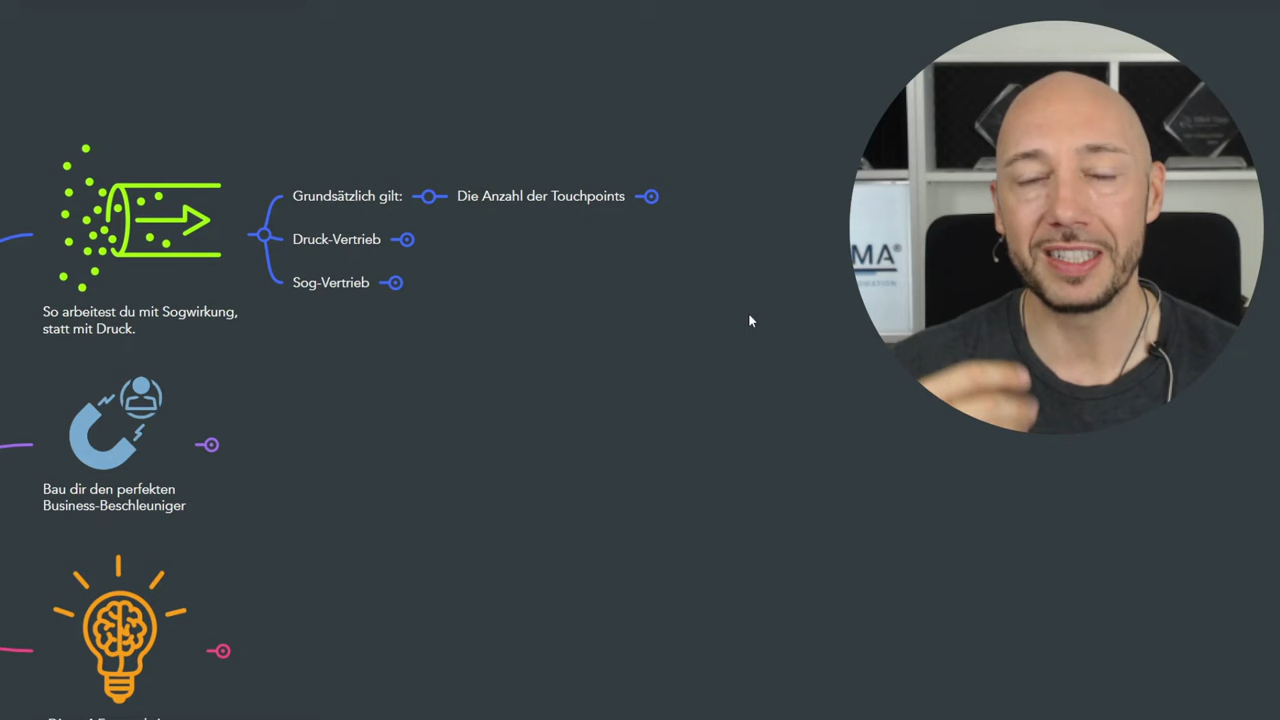 Grundsätzlich gilt:
Die Anzahl der Touchpoints
Druck-Vertrieb
Sog-Vertrieb
So arbeitest du mit Sogwirkung,
statt mit Druck.
Bau dir den perfekten
Business-Beschleuniger
MA®